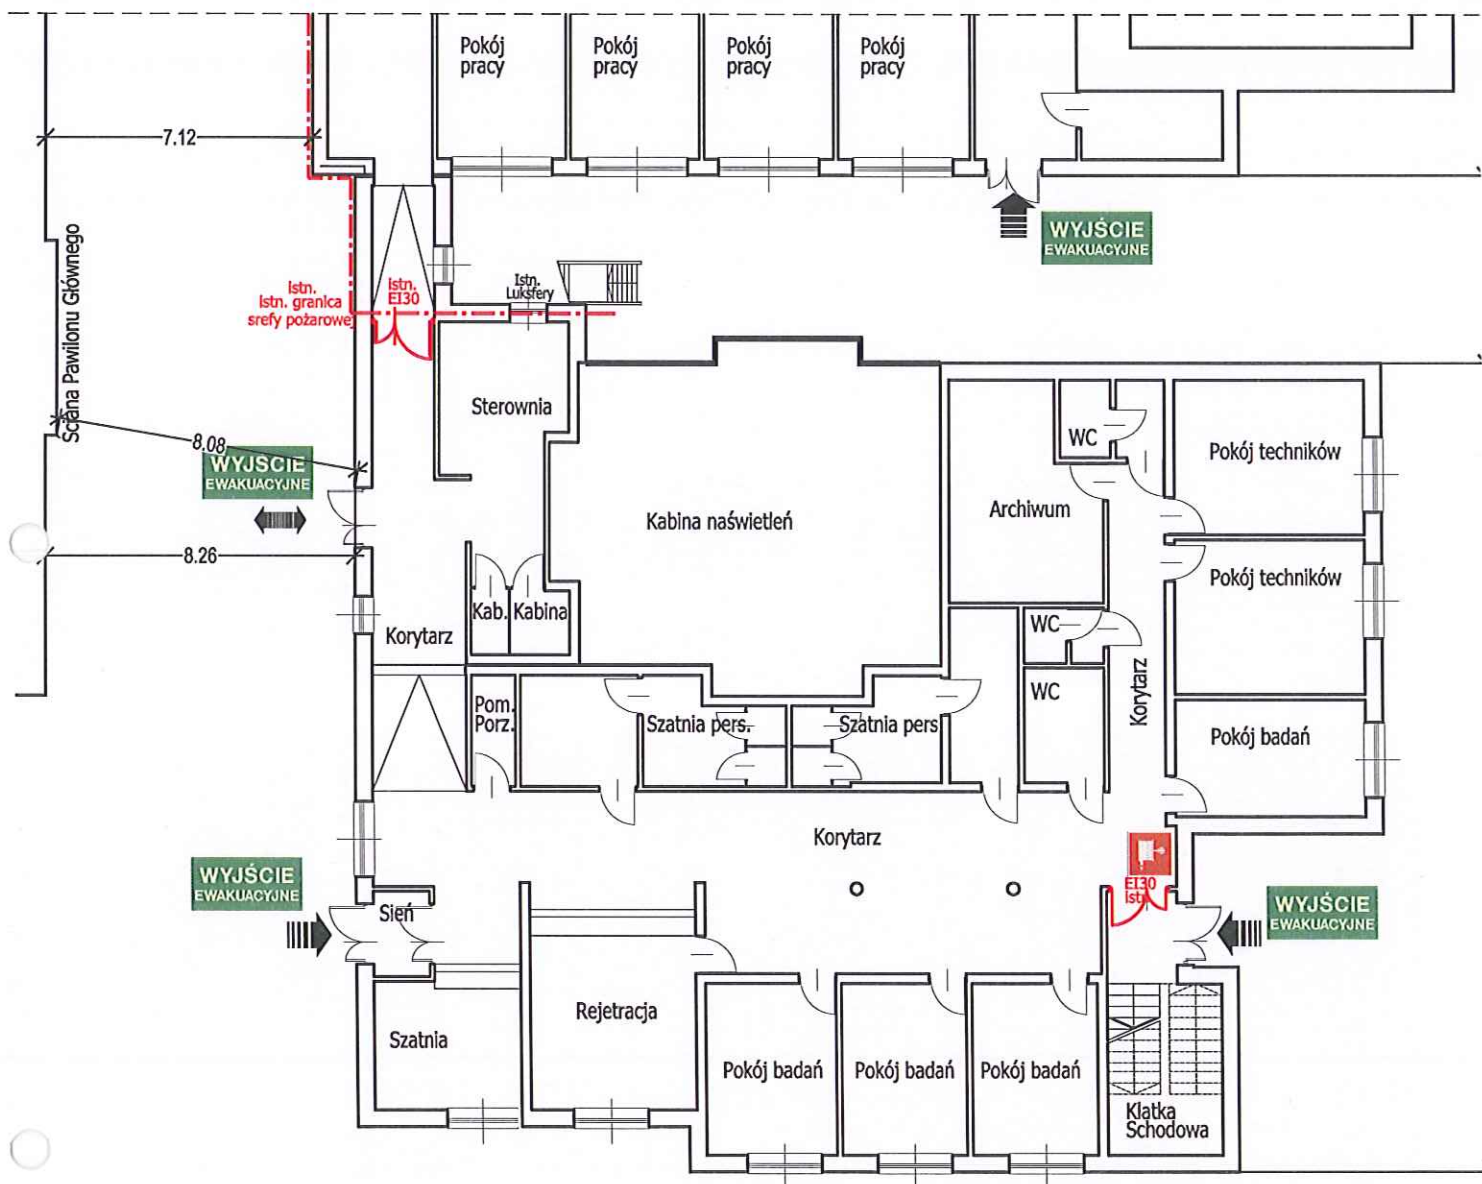 Pokój
pracy
Pokój
pracy
Pokój
pracy
Pokój
pracy
7.12
WYJŚCIE
EWAKUACYJNE
Ściana Pawilonu Głównego
Istn.
Istn. granica
srefy pożarowej
istn.
EI30
Istn.
Luksfery
Sterownia
8.08
WYJŚCIE
EWAKUACYJNE
8.26
Kabina naświetleń
WC
Archiwum
Pokój techników
Pokój techników
Kab.
Kabina
Korytarz
WC
WC
Korytarz
Pom.
Porz.
Szatnia pers.
Szatnia pers
Pokój badań
Korytarz
WYJŚCIE
EWAKUACYJNE
Sień
EI30
Istn.
WYJŚCIE
EWAKUACYJNE
Szatnia
Rejetracja
Pokój badań
Pokój badań
Pokój badań
Klatka
Schodowa